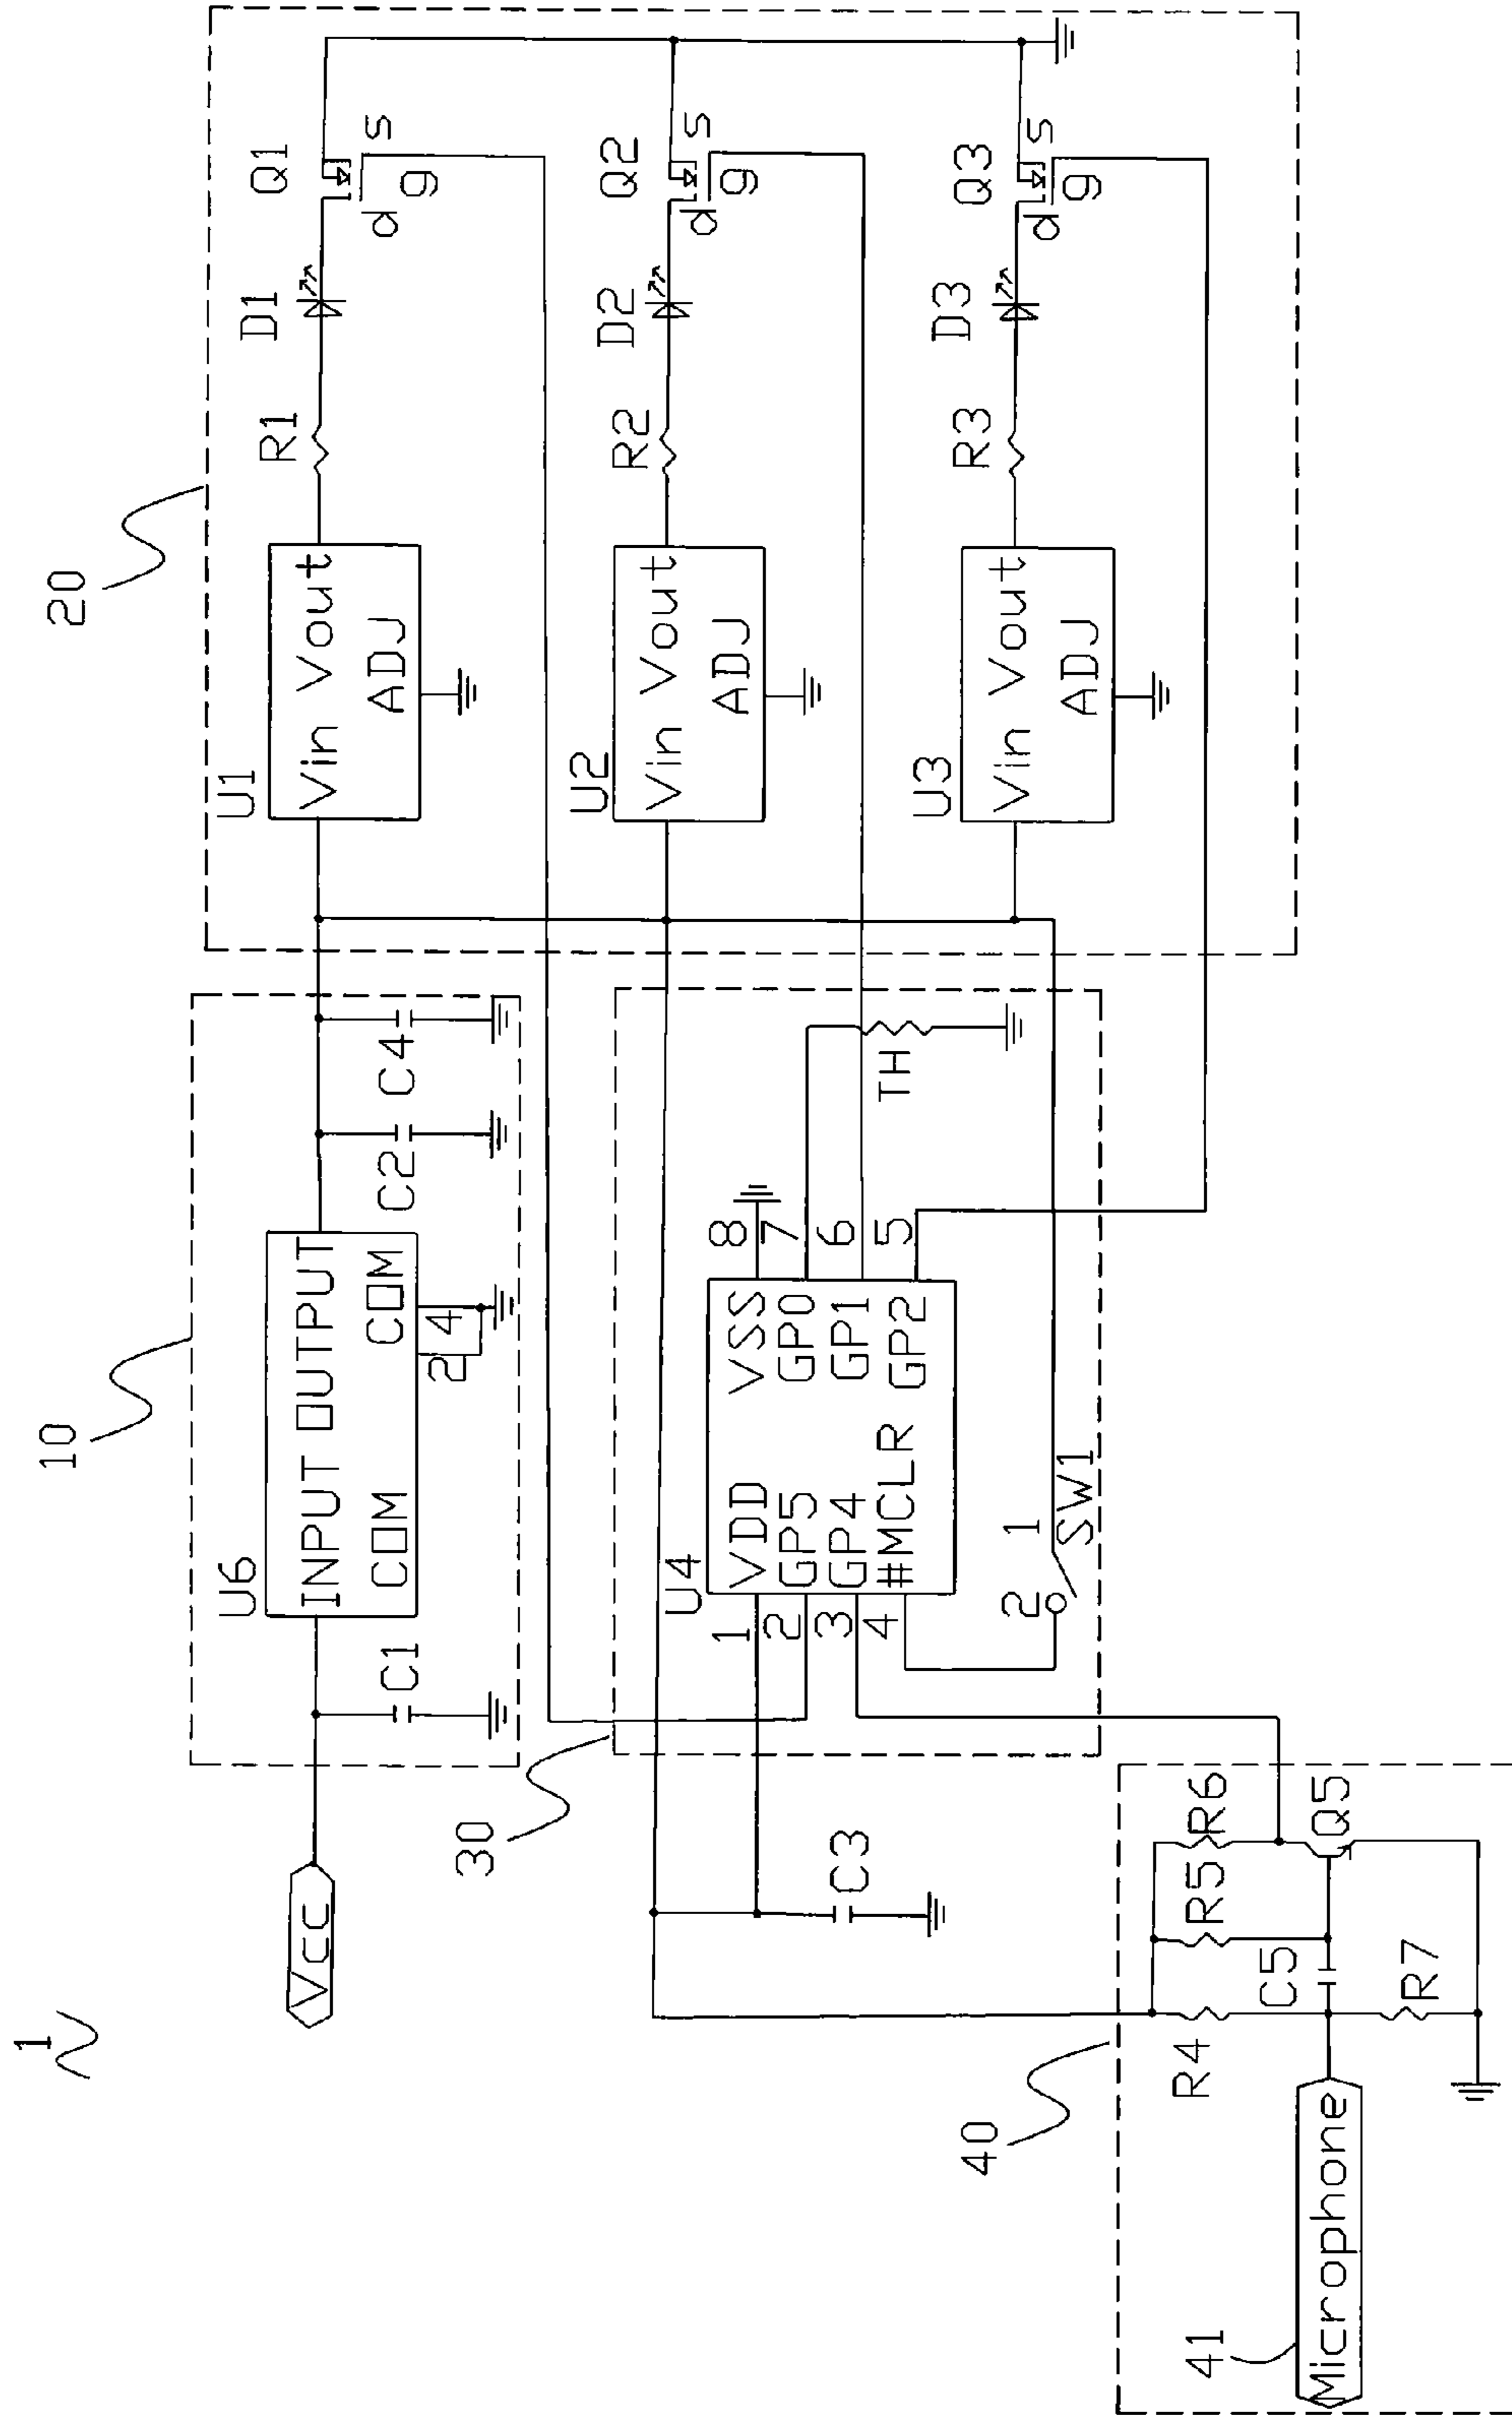 1
10
20
Vcc
C1
U6
INPUT OUTPUT
COM COM
2 4
C2
C4
U1
Vin Vout
ADJ
R1
D1
Q1
d
g
s
U2
Vin Vout
ADJ
R2
D2
Q2
d
g
s
U3
Vin Vout
ADJ
R3
D3
Q3
d
g
s
30
C3
U4
1 VDD VSS 8
2 GP5 GP0 7
3 GP4 GP1 6
4 #MCLR GP2 5
TH
2 1
SW1
40
R4
R5
R6
C5
Q5
R7
41
Microphone